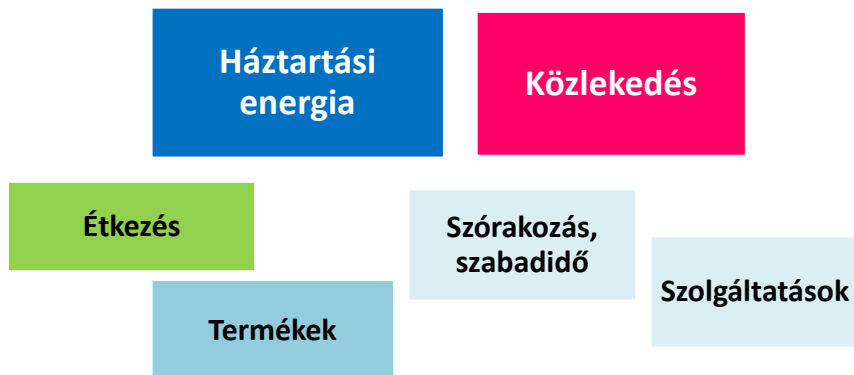 Háztartási
energia
Közlekedés
Étkezés
Szórakozás,
szabadidő
Szolgáltatások
Termékek